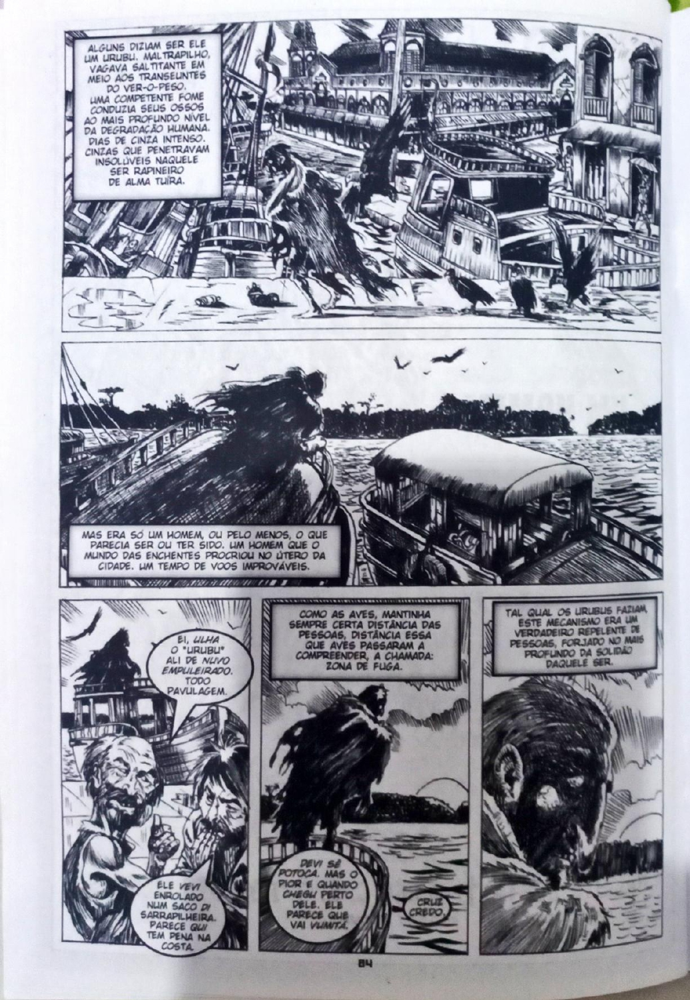 ALGUNS DIZIAM SER ELE
UM URUBU. MALTRAPILHO,
VAGAVA SALTITANTE EM
MEIO AOS TRANSEUNTES
DO VER-O-PESO.
UMA COMPETENTE FOME
CONDUZIA SEUS OSSOS
AO MAIS PROFUNDO NÍVEL
DA DEGRADAÇÃO HUMANA.
DIAS DE CINZA INTENSO.
CINZAS QUE PENETRAVAM
INSOLÚVEIS NAQUELE
SER RAPINEIRO
DE ALMA TUÍRA.
MAS ERA SÓ UM HOMEM, OU PELO MENOS, O QUE
PARECIA SER OU TER SIDO. UM HOMEM QUE O
MUNDO DAS ENCHENTES PROCRIOU NO ÚTERO DA
CIDADE. UM TEMPO DE VOOS IMPROVÁVEIS.
EI, ULHA
O "URUBU"
ALI DE NUVO
EMPULEIRADO.
TODO
PAVULAGEM.
ELE VEVI
ENROLADO
NUM SACO DI
SARRAPILHEIRA.
PARECE QUI
TEM PENA NA
COSTA.
COMO AS AVES, MANTINHA
SEMPRE CERTA DISTÂNCIA DAS
PESSOAS, DISTÂNCIA ESSA
QUE AVES PASSARAM A
COMPREENDER, A CHAMADA:
ZONA DE FUGA.
DEVI SÊ
POTOCA. MAS O
PIOR E QUANDO
CHEGU PERTO
DELE. ELE
PARECE QUE
VAI VUMITÁ.
CRUZ
CREDO.
TAL QUAL OS URUBUS FAZIAM,
ESTE MECANISMO ERA UM
VERDADEIRO REPELENTE DE
PESSOAS, FORJADO NO MAIS
PROFUNDO DA SOLIDÃO
DAQUELE SER.
84